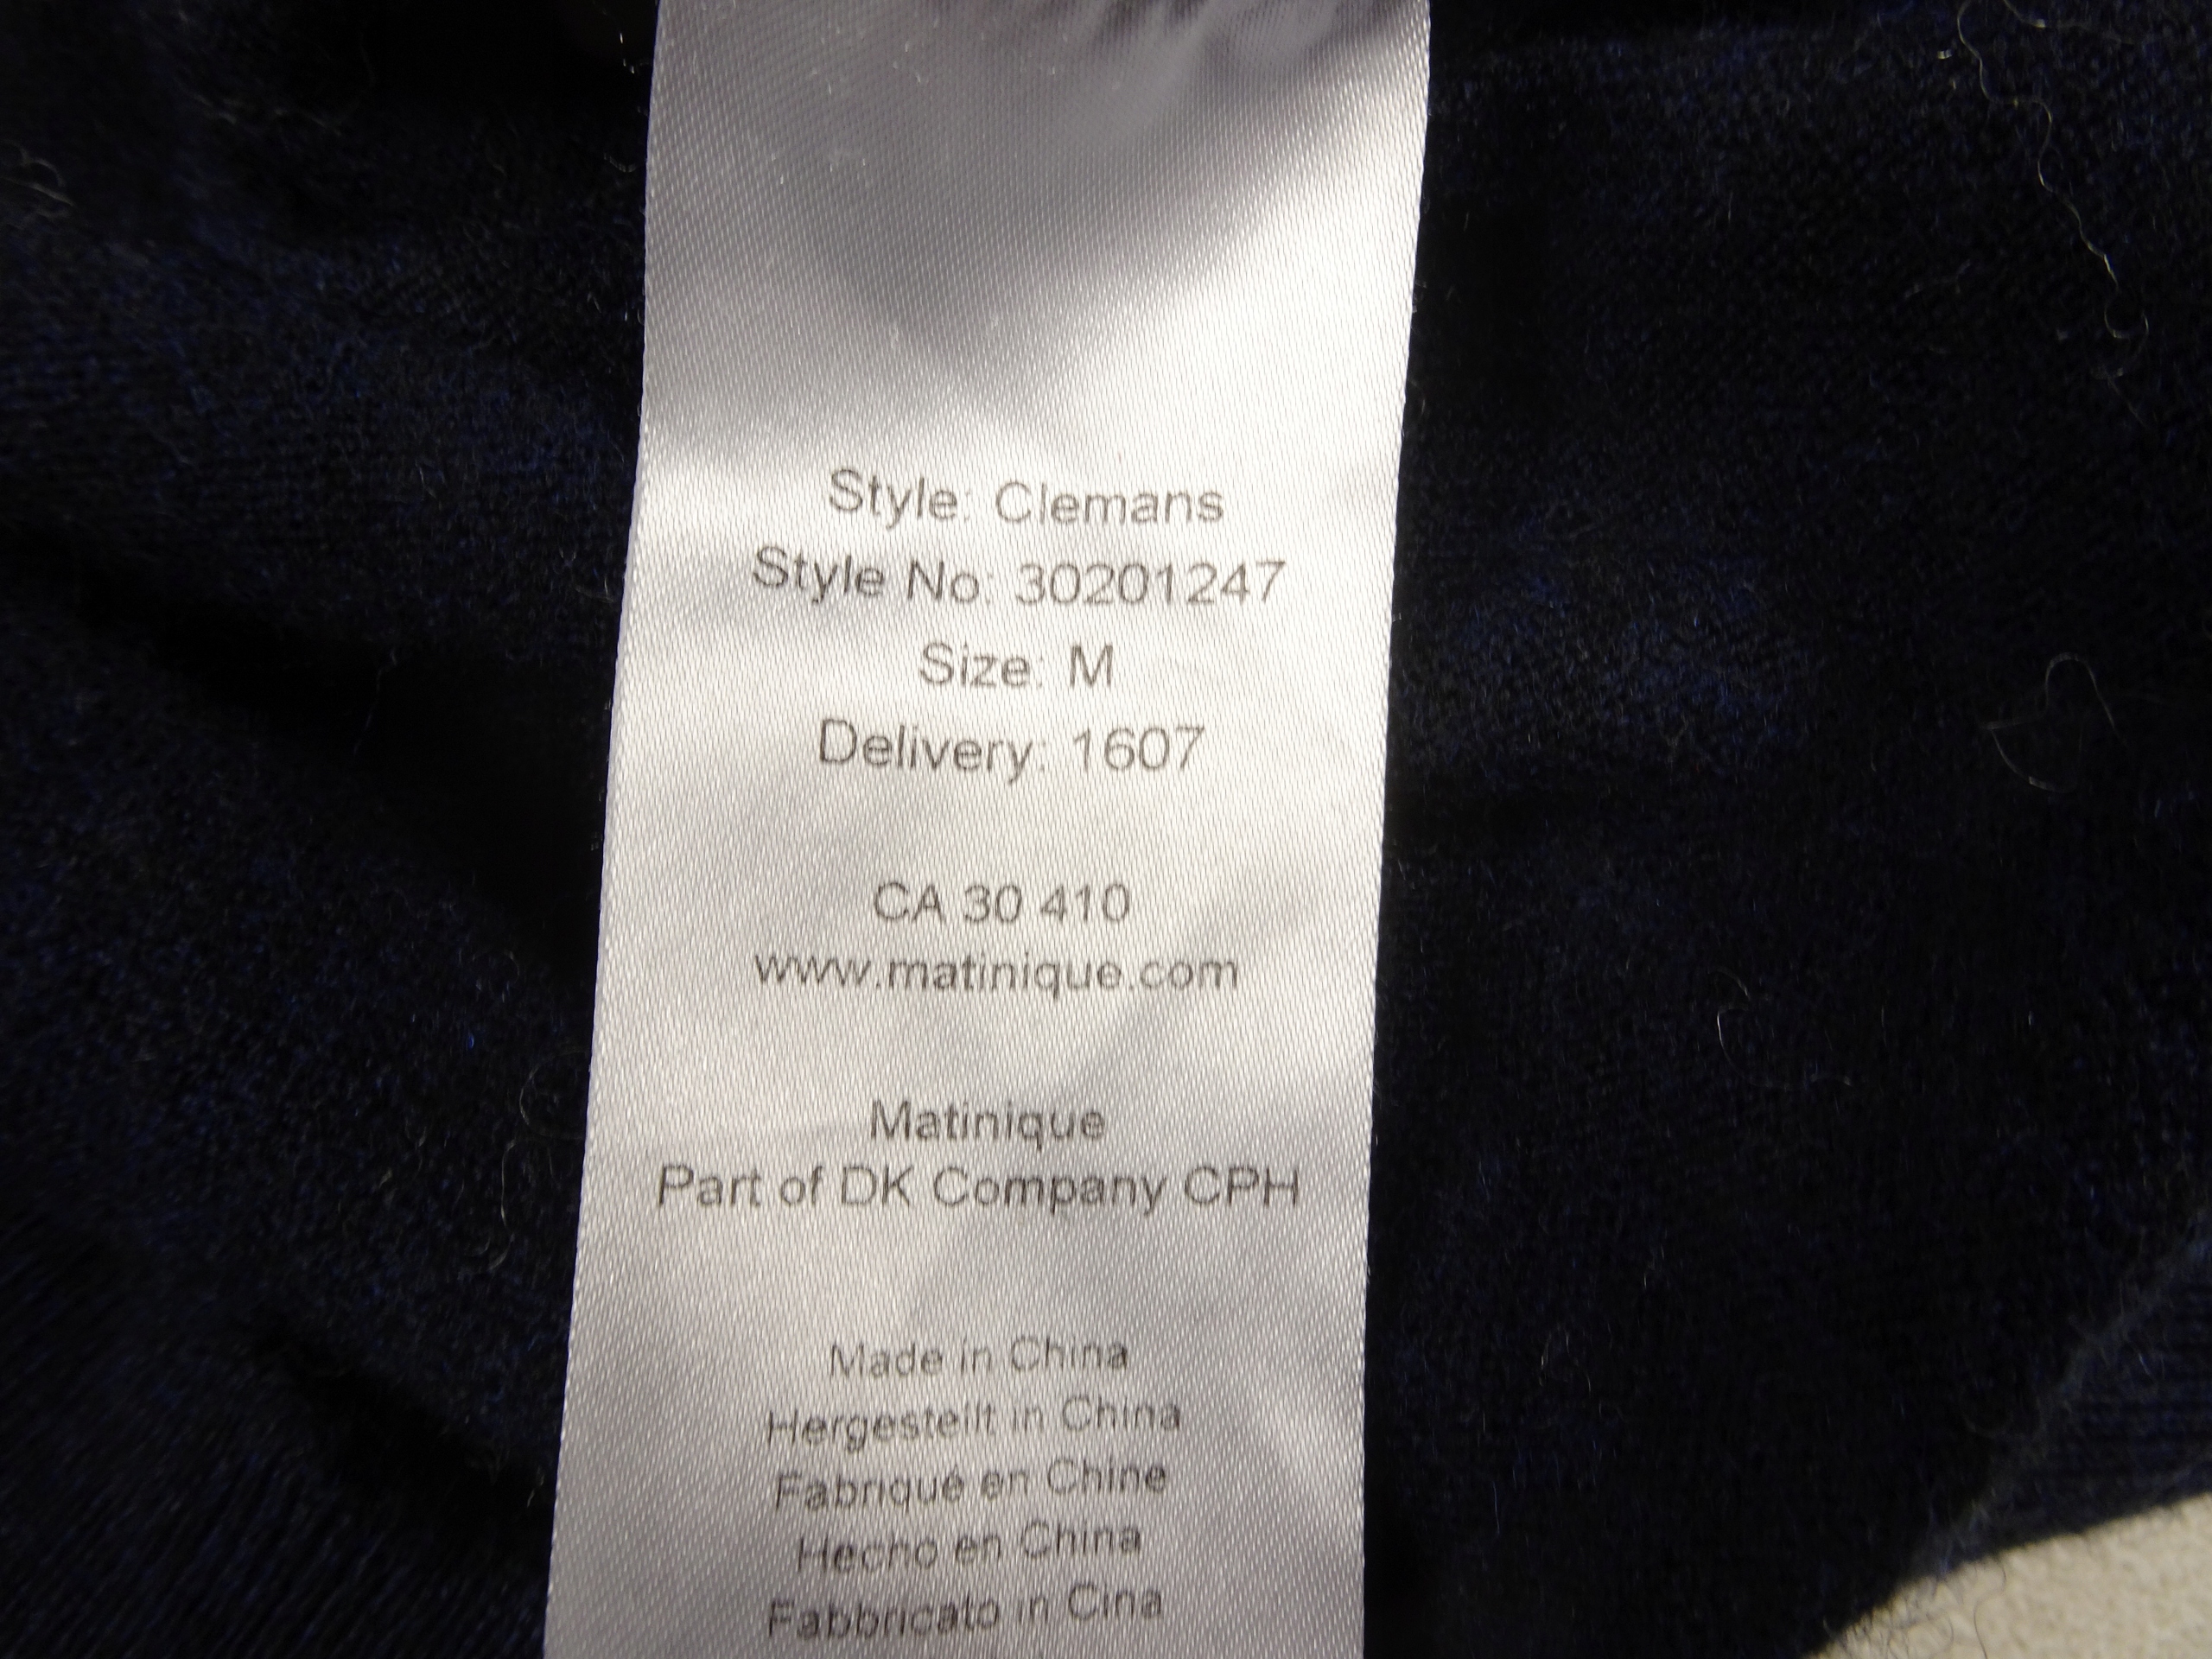 Style: Clemans
Style No: 30201247
Size: M
Delivery: 1607
CA 30 410
www.matinique.com
Matinique
Part of DK Company CPH
Made in China
Hergestellt in China
Fabriqué en Chine
Hecho en China
Fabbricato in Cina